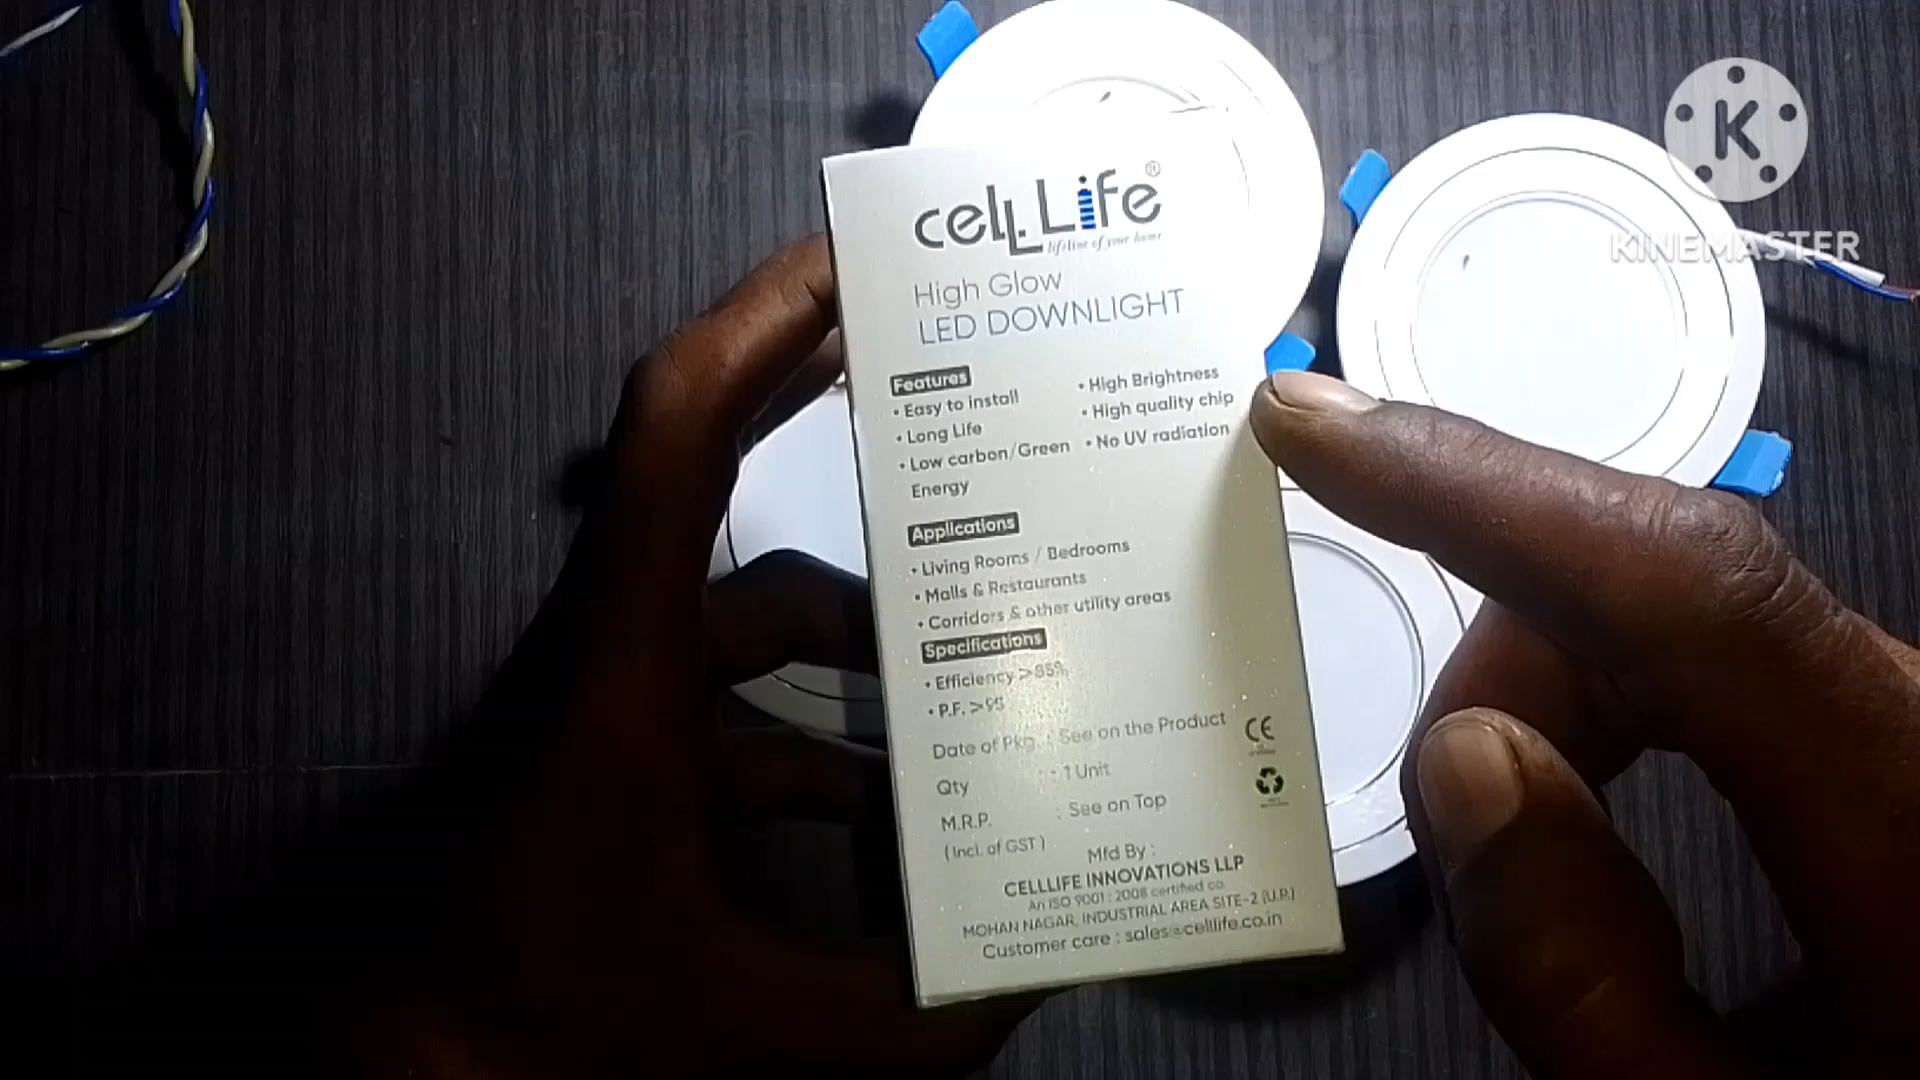 cellLife®
lifeline of your home
High Glow
LED DOWNLIGHT
Features
• Easy to install
• Long Life
• Low carbon/Green
Energy
• High Brightness
• High quality chip
• No UV radiation
Applications
• Living Rooms / Bedrooms
• Malls & Restaurants
• Corridors & other utility areas
Specifications
• Efficiency >85%
• P.F. >95
Date of Pkg. : See on the Product
Qty : - 1 Unit
M.R.P. : See on Top
(Incl. of GST)
Mfd By :
CELLLIFE INNOVATIONS LLP
An ISO 9001 : 2008 certified co.
MOHAN NAGAR, INDUSTRIAL AREA SITE-2 (U.P.)
Customer care : sales@celllife.co.in
CE
K
KINEMASTER